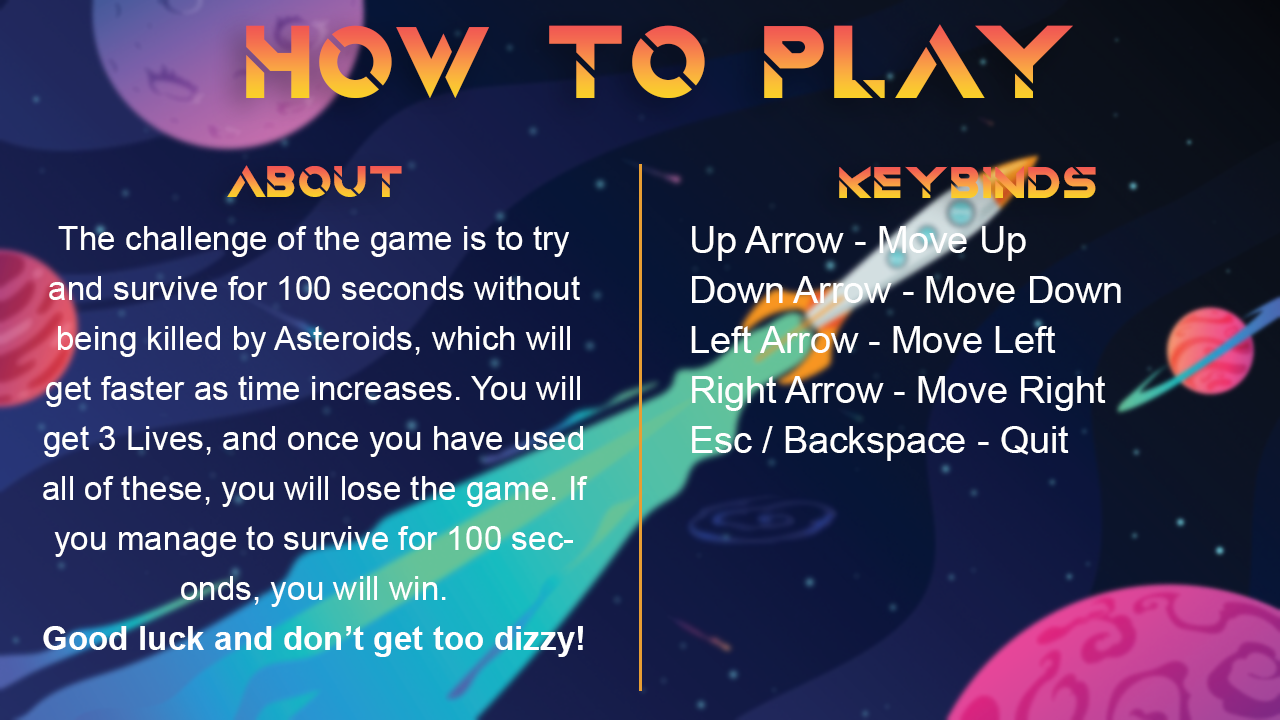 HOW TO PLAY
ABOUT
The challenge of the game is to try
and survive for 100 seconds without
being killed by Asteroids, which will
get faster as time increases. You will
get 3 Lives, and once you have used
all of these, you will lose the game. If
you manage to survive for 100 sec-
onds, you will win.
Good luck and don’t get too dizzy!
KEYBINDS
Up Arrow - Move Up
Down Arrow - Move Down
Left Arrow - Move Left
Right Arrow - Move Right
Esc / Backspace - Quit